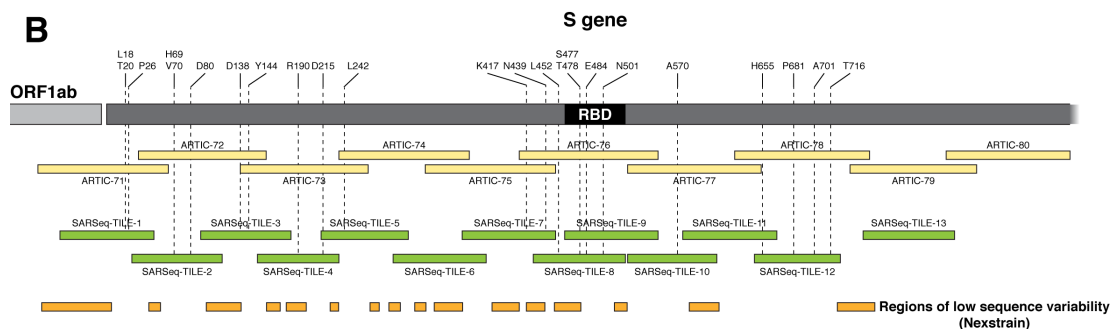 B
S gene
L18
T20
P26
H69
V70
D80
D138
Y144
R190
D215
L242
K417
N439
L452
S477
T478
E484
N501
A570
H655
P681
A701
T716
ORF1ab
RBD
ARTIC-72
ARTIC-74
ARTIC-76
ARTIC-78
ARTIC-80
ARTIC-71
ARTIC-73
ARTIC-75
ARTIC-77
ARTIC-79
SARSeq-TILE-1
SARSeq-TILE-3
SARSeq-TILE-5
SARSeq-TILE-7
SARSeq-TILE-9
SARSeq-TILE-11
SARSeq-TILE-13
SARSeq-TILE-2
SARSeq-TILE-4
SARSeq-TILE-6
SARSeq-TILE-8
SARSeq-TILE-10
SARSeq-TILE-12
Regions of low sequence variability
(Nexstrain)